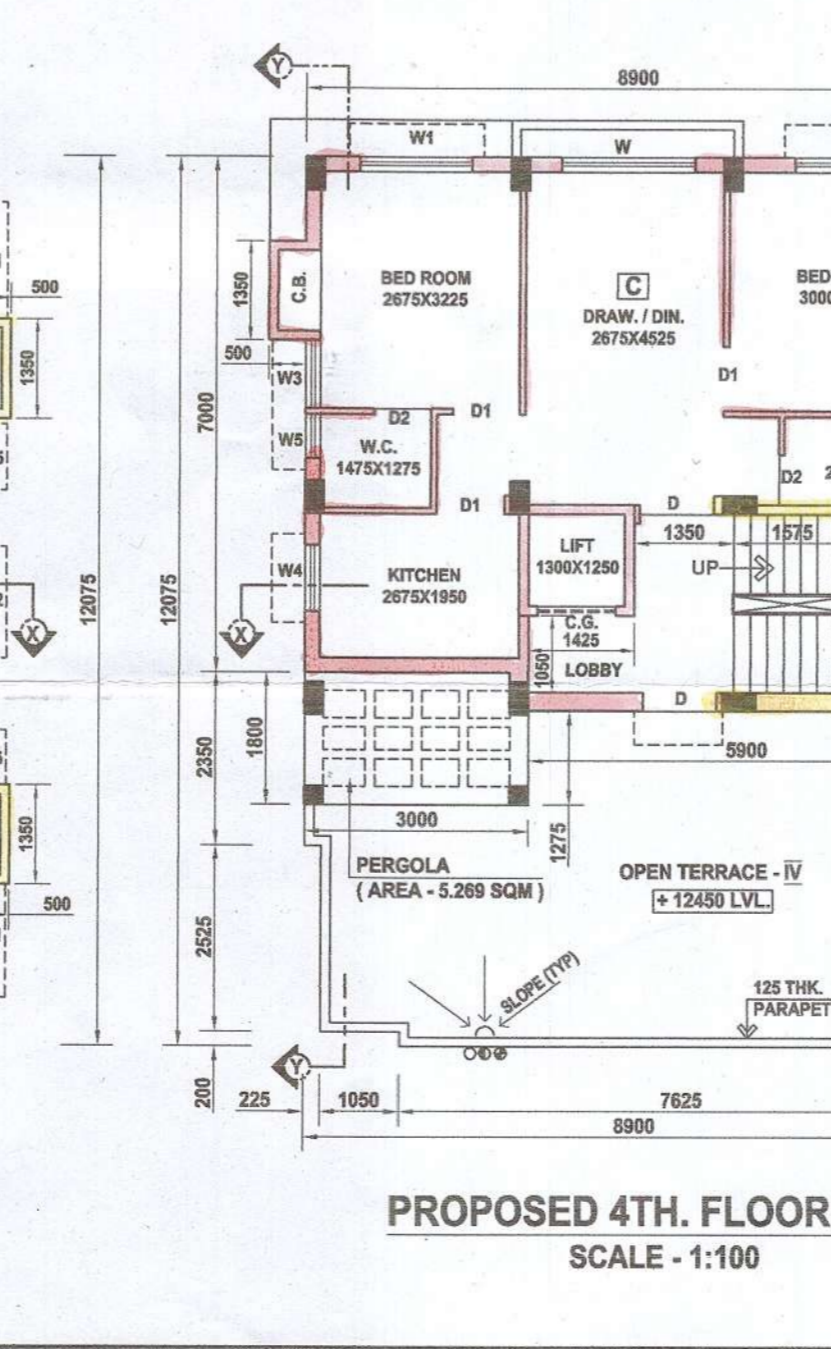 Y
8900
W1
W
500
1350
C.B.
BED ROOM
2675X3225
C
DRAW. / DIN.
2675X4525
BED
1350
500
W3
D1
7000
D2
D1
W5
W.C.
1475X1275
D2
D1
D
LIFT
1300X1250
1350
1575
UP
12075
12075
W4
KITCHEN
2675X1950
X
X
C.G.
1425
1050
LOBBY
D
2350
1800
5900
3000
1275
1350
PERGOLA
( AREA - 5.269 SQM )
OPEN TERRACE - IV
+ 12450 LVL.
500
2525
SLOPE (TYP)
125 THK.
PARAPET
Y
200
225
1050
7625
8900
PROPOSED 4TH. FLOOR
SCALE - 1:100